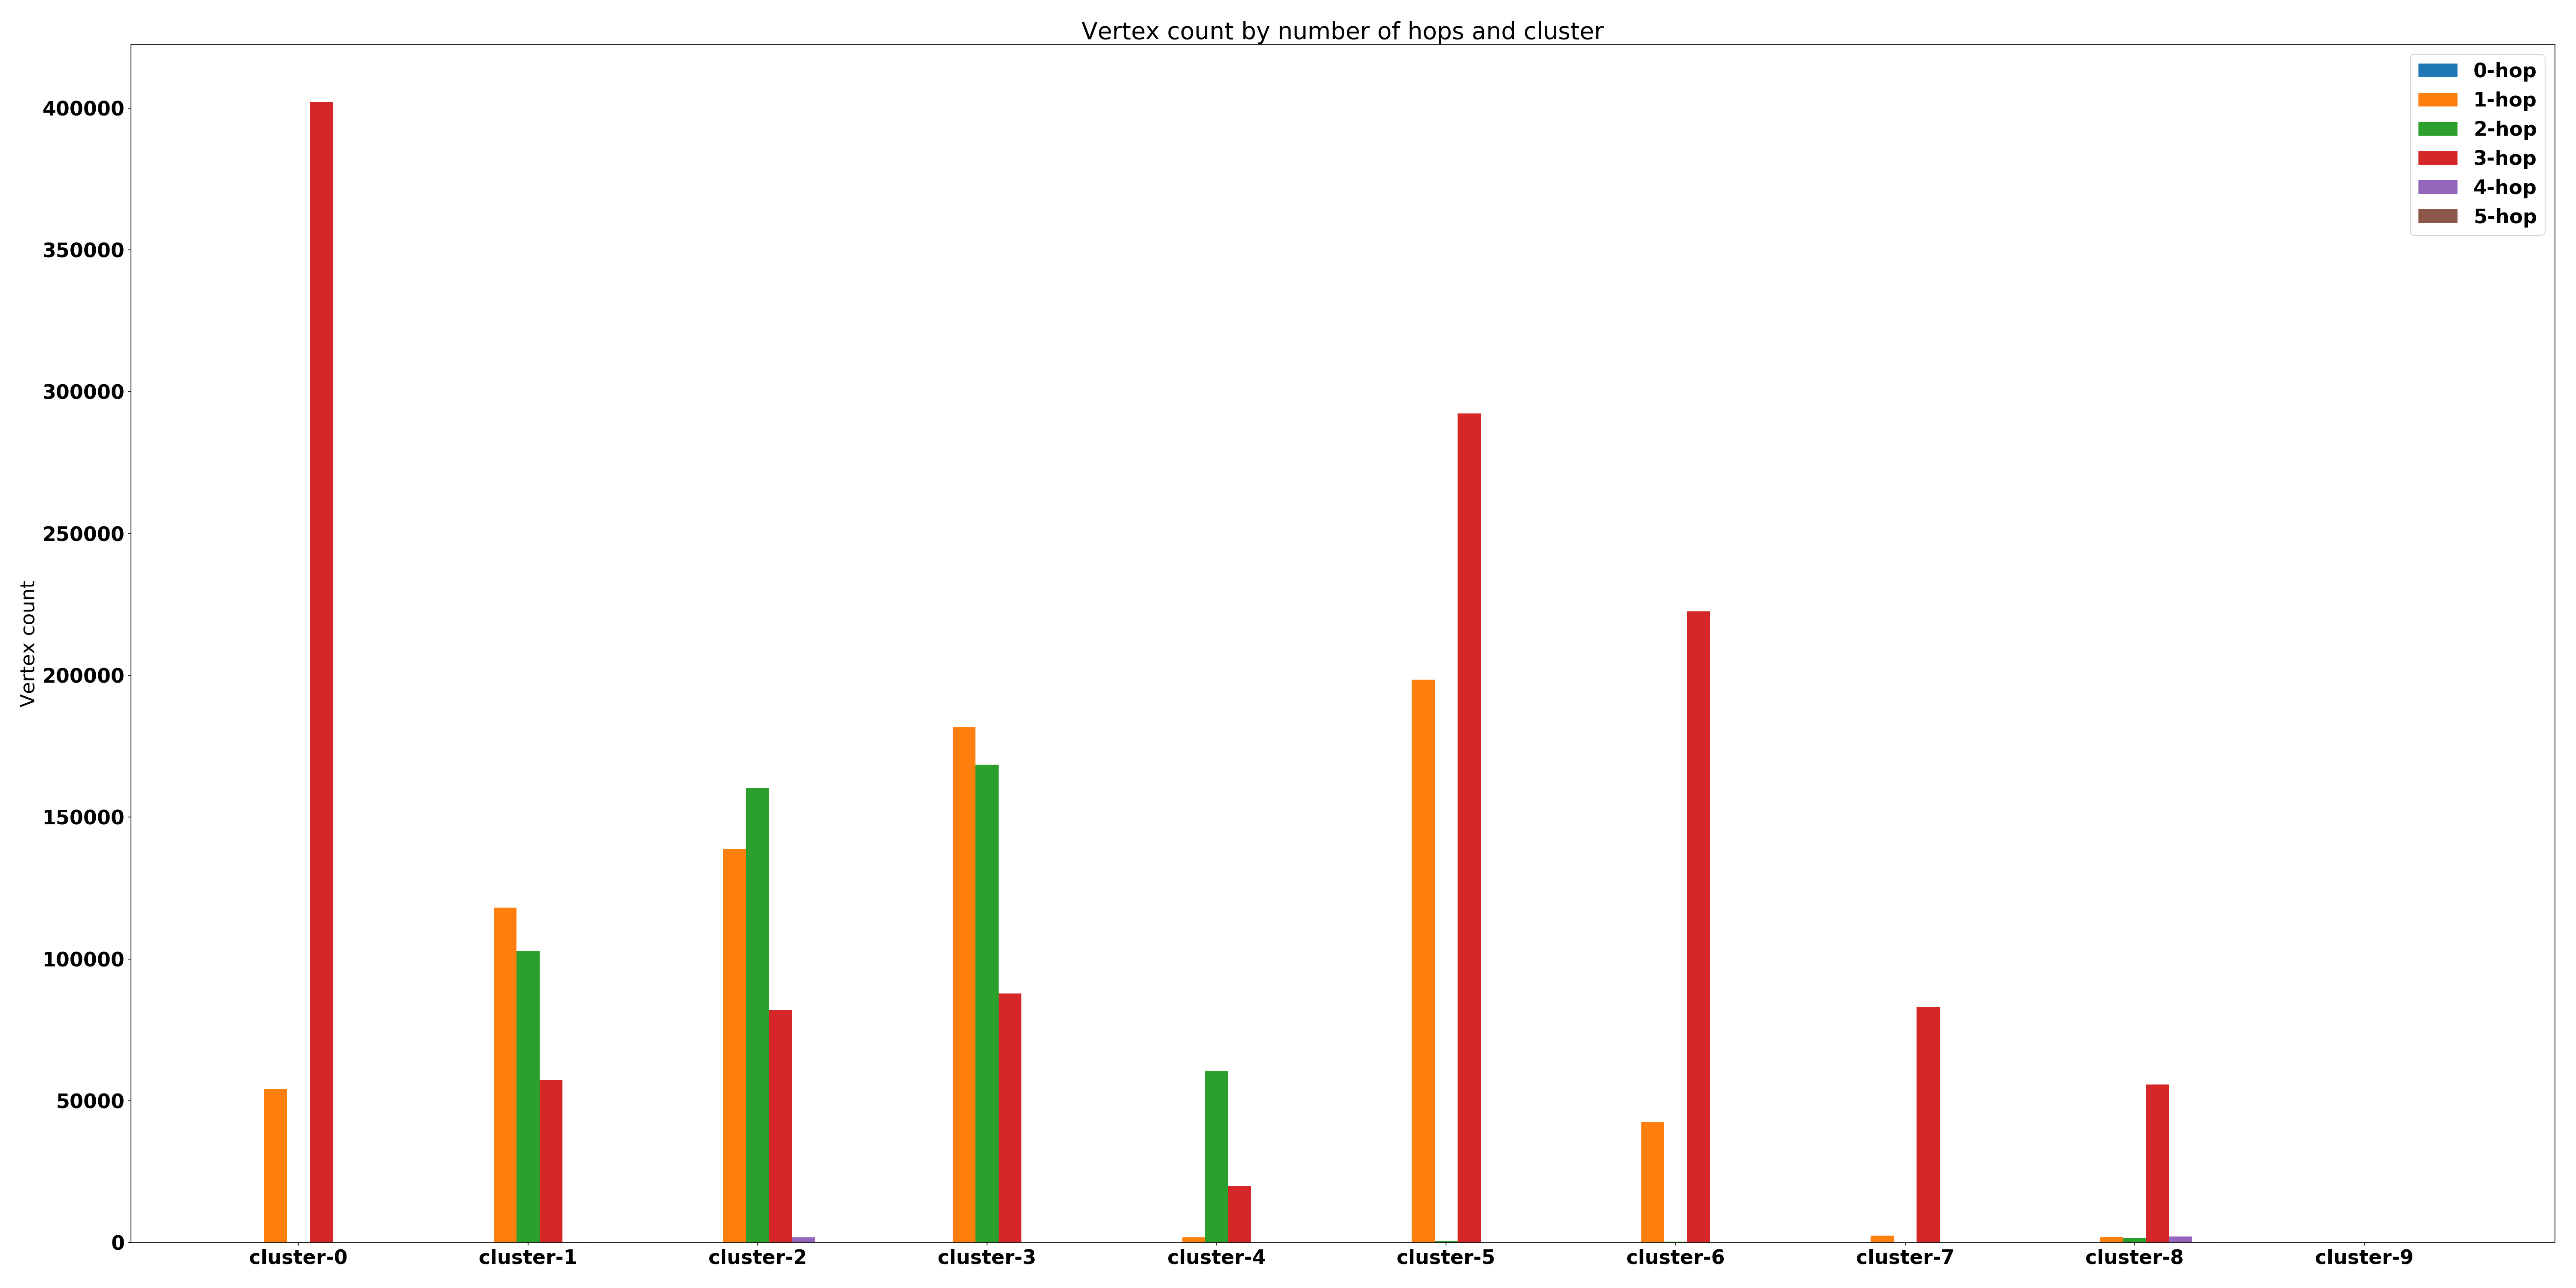 Vertex count by number of hops and cluster
0-hop
1-hop
2-hop
3-hop
4-hop
5-hop
Vertex count
400000
350000
300000
250000
200000
150000
100000
50000
0
cluster-0 cluster-1 cluster-2 cluster-3 cluster-4 cluster-5 cluster-6 cluster-7 cluster-8 cluster-9